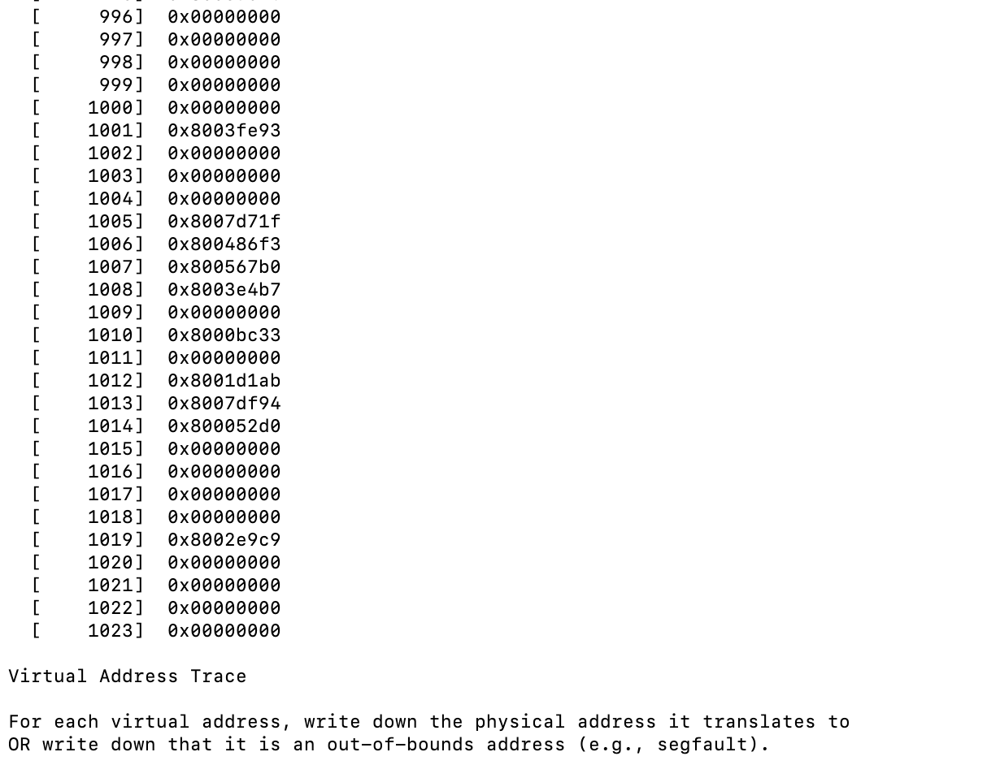 [     996]  0x00000000
[     997]  0x00000000
[     998]  0x00000000
[     999]  0x00000000
[    1000]  0x00000000
[    1001]  0x8003fe93
[    1002]  0x00000000
[    1003]  0x00000000
[    1004]  0x00000000
[    1005]  0x8007d71f
[    1006]  0x800486f3
[    1007]  0x800567b0
[    1008]  0x8003e4b7
[    1009]  0x00000000
[    1010]  0x8000bc33
[    1011]  0x00000000
[    1012]  0x8001d1ab
[    1013]  0x8007df94
[    1014]  0x800052d0
[    1015]  0x00000000
[    1016]  0x00000000
[    1017]  0x00000000
[    1018]  0x00000000
[    1019]  0x8002e9c9
[    1020]  0x00000000
[    1021]  0x00000000
[    1022]  0x00000000
[    1023]  0x00000000
Virtual Address Trace
For each virtual address, write down the physical address it translates to
OR write down that it is an out-of-bounds address (e.g., segfault).